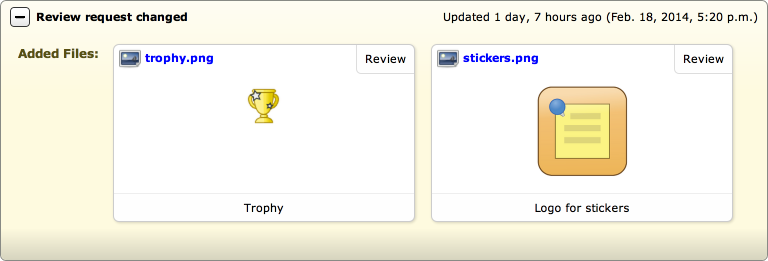 Review request changed
Updated 1 day, 7 hours ago (Feb. 18, 2014, 5:20 p.m.)
Added Files:
trophy.png
Review
stickers.png
Review
Trophy
Logo for stickers